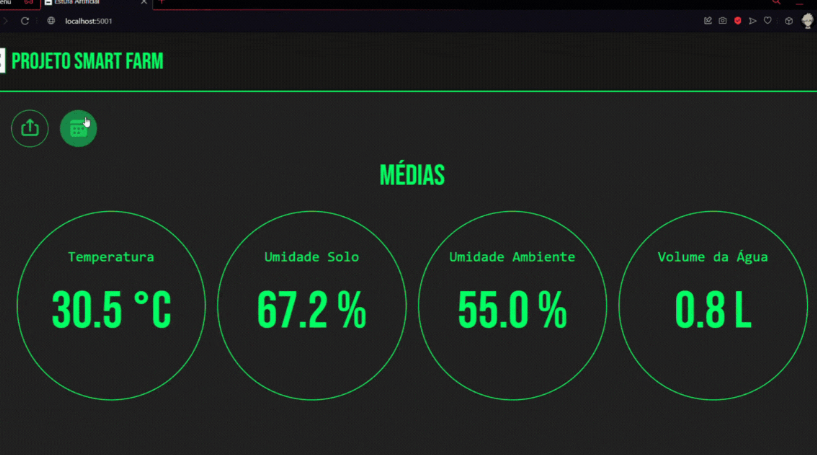 enu
Estufa Artificial
localhost:5001
PROJETO SMART FARM
MÉDIAS
Temperatura
30.5 °C
Umidade Solo
67.2 %
Umidade Ambiente
55.0 %
Volume da Água
0.8 L